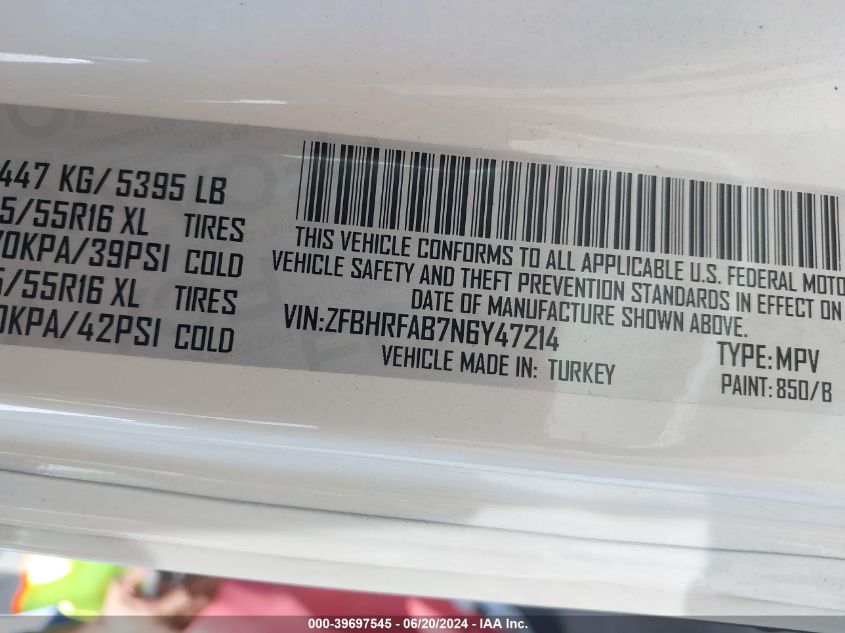 447 KG/ 5395 LB
5/55R16 XL TIRES
0KPA/39PSI COLD
5/55R16 XL TIRES
0KPA/42PSI COLD
THIS VEHICLE CONFORMS TO ALL APPLICABLE U.S. FEDERAL MOTO
VEHICLE SAFETY AND THEFT PREVENTION STANDARDS IN EFFECT ON
DATE OF MANUFACTURE SHOWN ABOVE.
VIN:ZFBHRFAB7N6Y47214 TYPE:MPV
VEHICLE MADE IN: TURKEY PAINT: 850/B
000-39697545 - 06/20/2024 - IAA Inc.